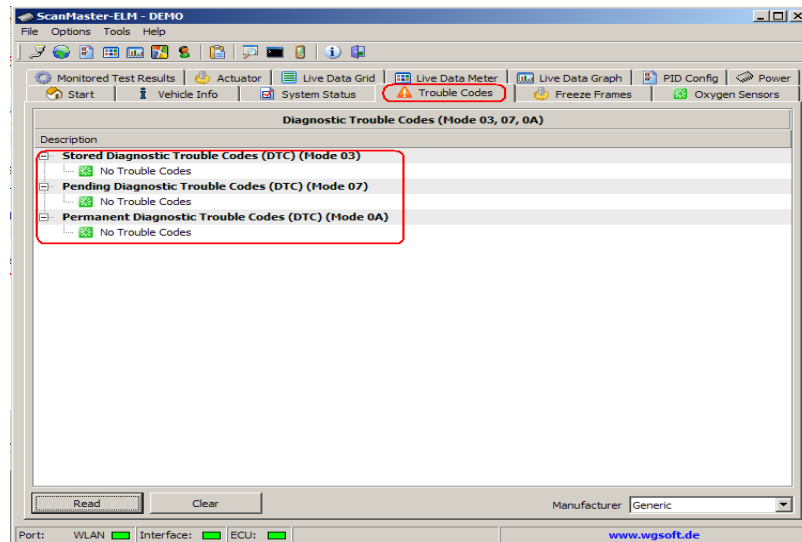 ScanMaster-ELM - DEMO
File Options Tools Help
Monitored Test Results Actuator Live Data Grid Live Data Meter Live Data Graph PID Config Power
Start Vehicle Info System Status Trouble Codes Freeze Frames Oxygen Sensors
Diagnostic Trouble Codes (Mode 03, 07, 0A)
Description
Stored Diagnostic Trouble Codes (DTC) (Mode 03)
No Trouble Codes
Pending Diagnostic Trouble Codes (DTC) (Mode 07)
No Trouble Codes
Permanent Diagnostic Trouble Codes (DTC) (Mode 0A)
No Trouble Codes
Read Clear Manufacturer Generic
Port: WLAN Interface: ECU: www.wgsoft.de